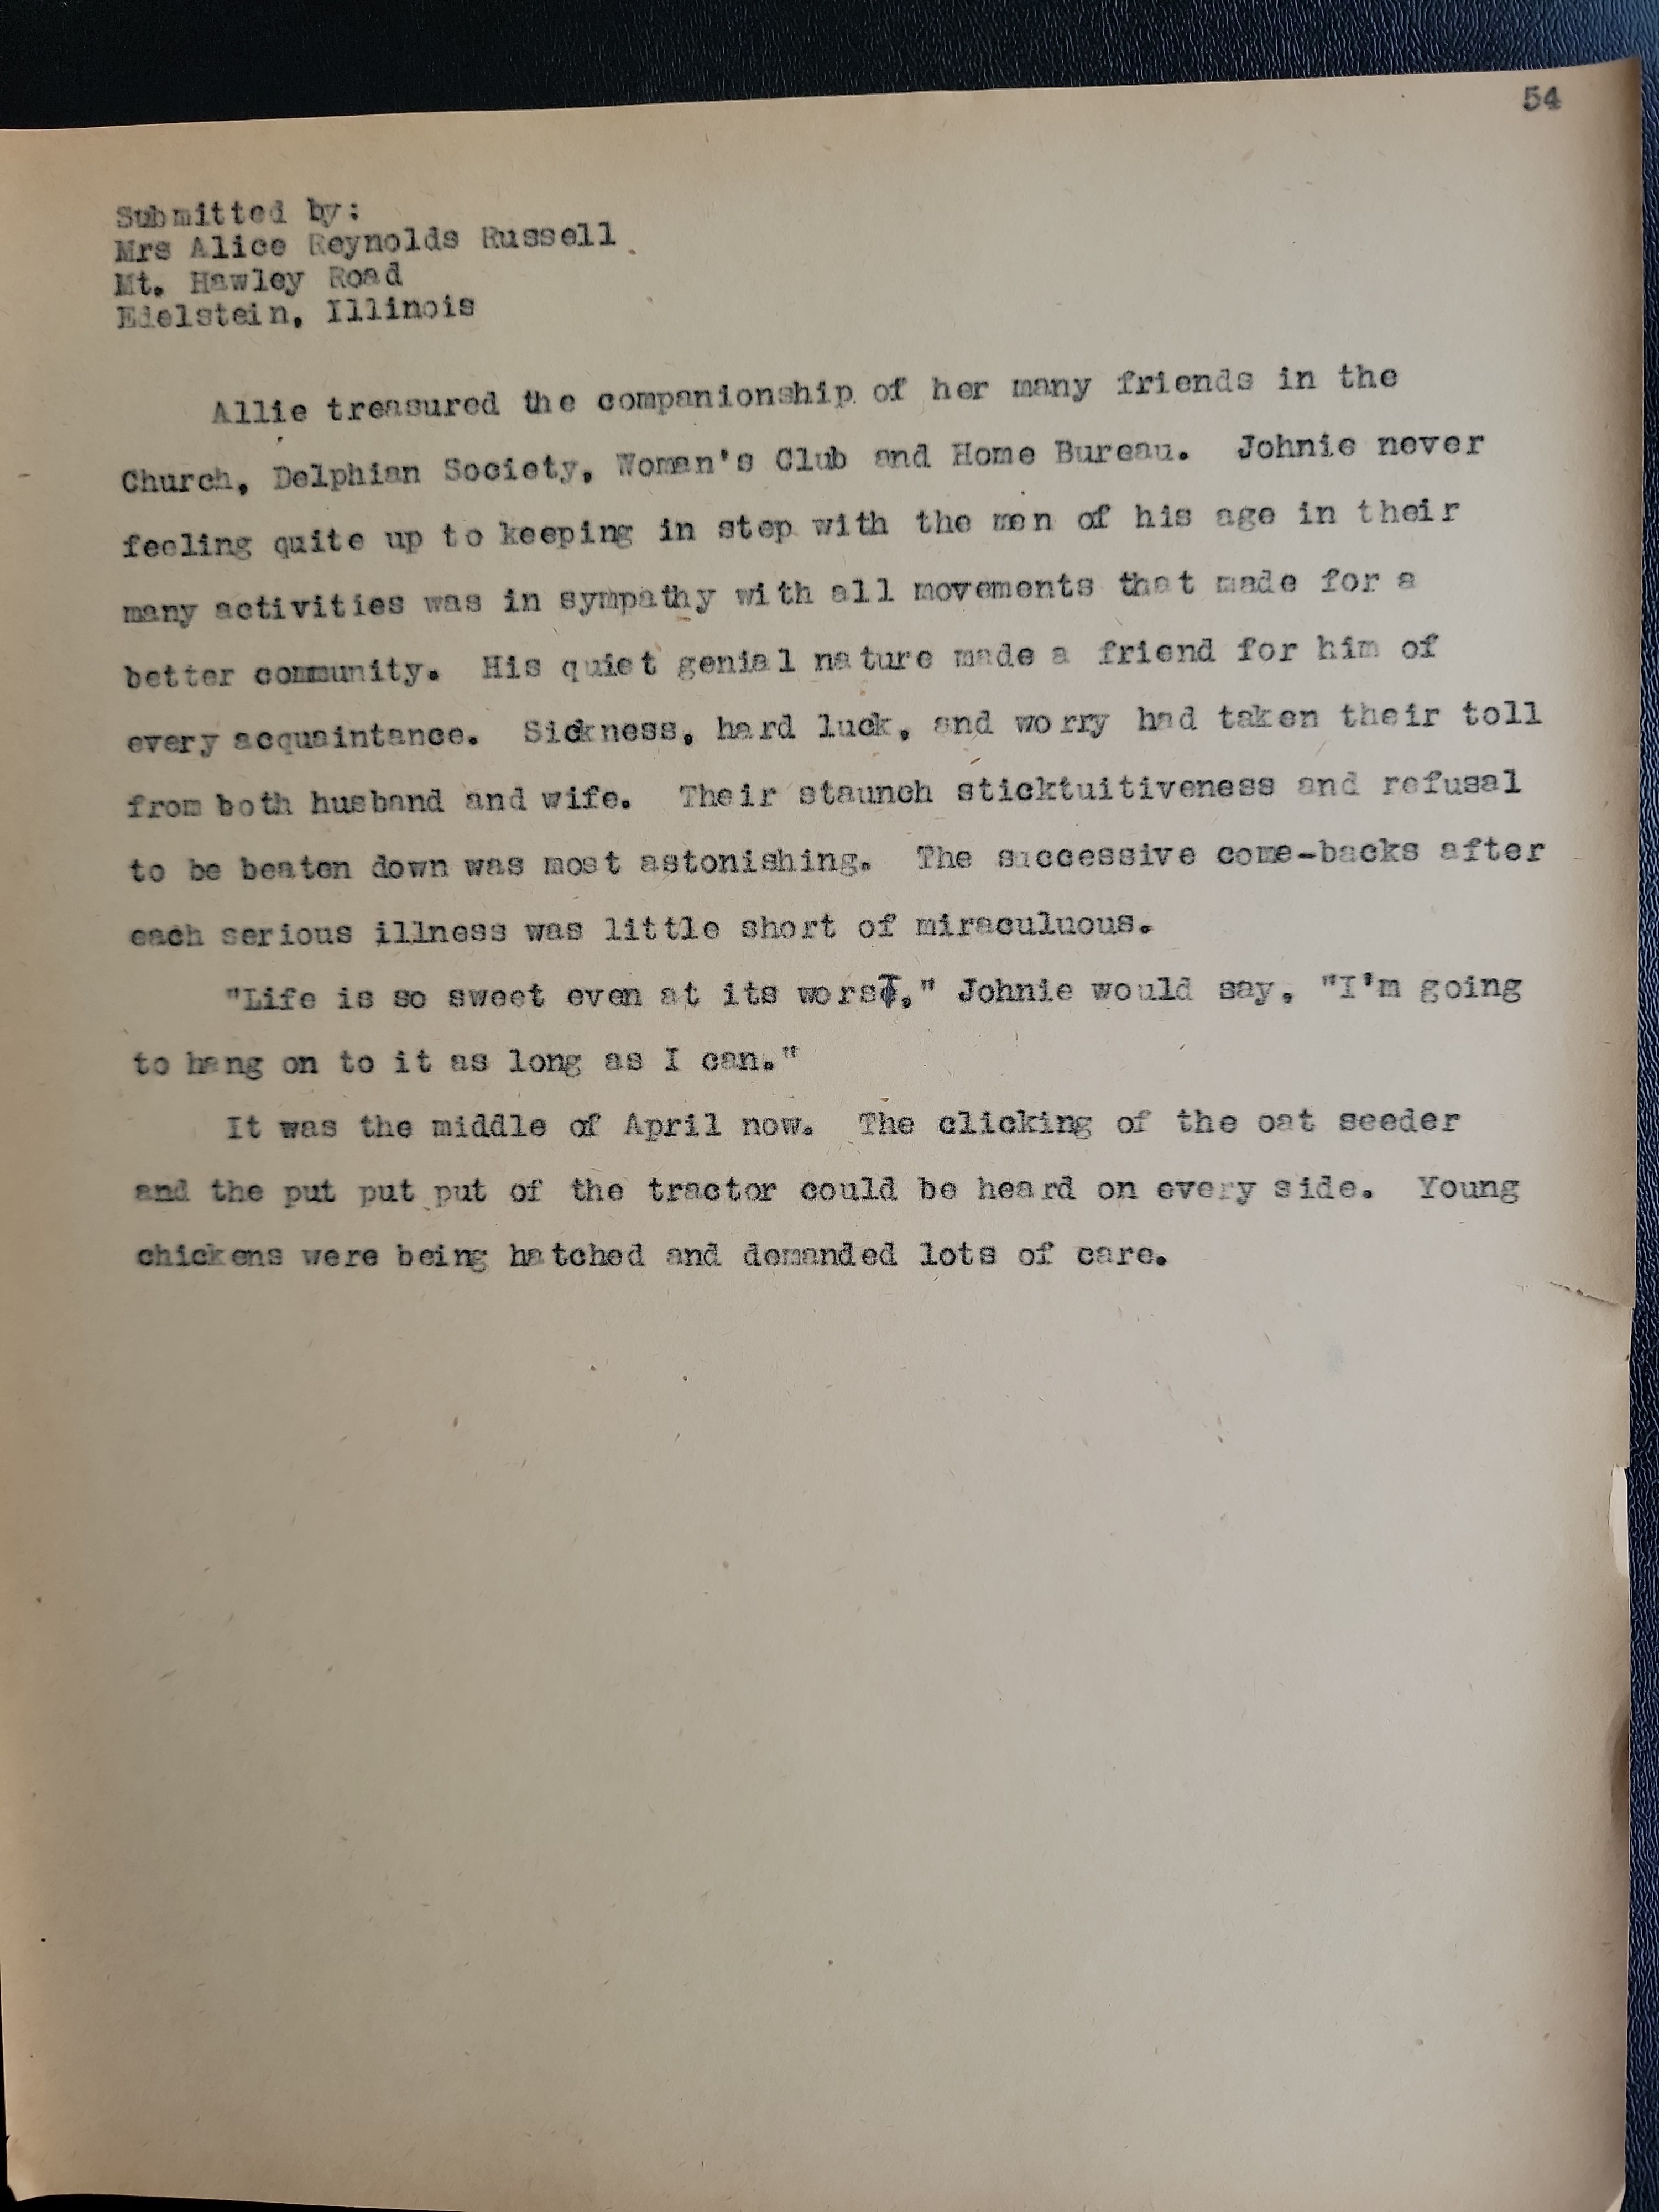 54
Submitted by:
Mrs Alice Reynolds Russell
Mt. Hawley Road
Edelstein, Illinois
Allie treasured the companionship of her many friends in the
Church, Delphian Society, Woman's Club and Home Bureau. Johnie never
feeling quite up to keeping in step with the men of his age in their
many activities was in sympathy with all movements that made for a
better community. His quiet genial nature made a friend for him of
every acquaintance. Sickness, hard luck, and worry had taken their toll
from both husband and wife. Their staunch sticktuitiveness and refusal
to be beaten down was most astonishing. The successive come-backs after
each serious illness was little short of miraculuous.
"Life is so sweet even at its worst," Johnie would say, "I'm going
to hang on to it as long as I can."
It was the middle of April now. The clicking of the oat seeder
and the put put put of the tractor could be heard on every side. Young
chickens were being hatched and demanded lots of care.